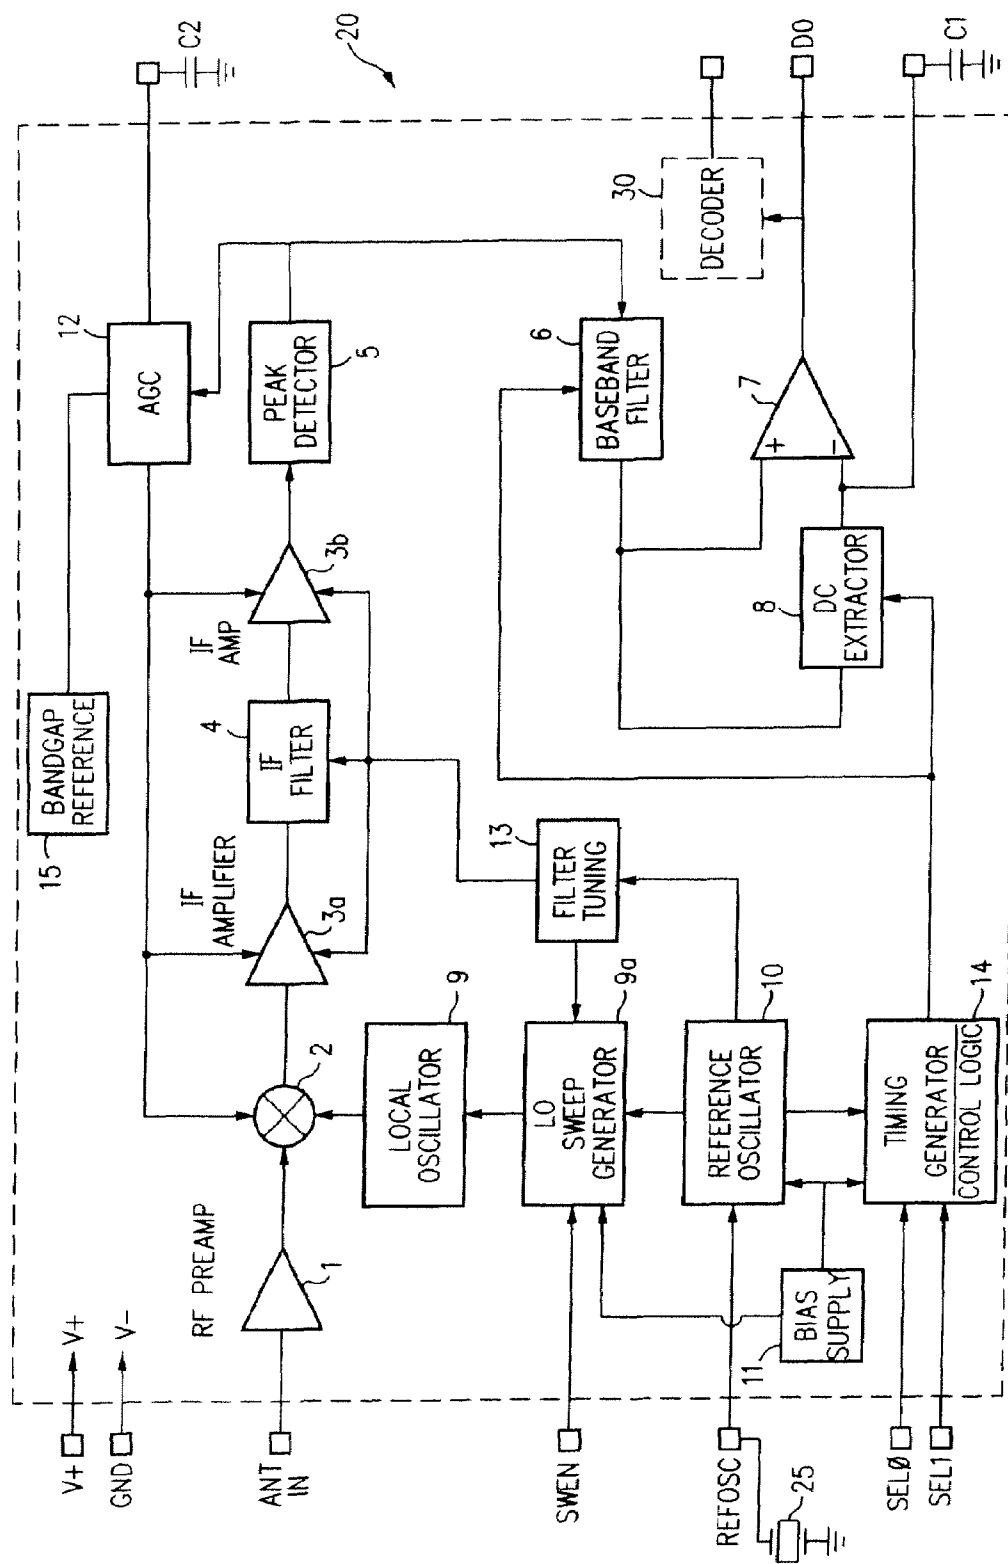 V+
V+
GND
V-
ANT
IN
RF PREAMP
1
2
IF
AMPLIFIER
3a
IF
FILTER
4
IF
AMP
3b
PEAK
DETECTOR
5
AGC
12
BANDGAP
REFERENCE
15
C2
20
LOCAL
OSCILLATOR
9
SWEN
LO
SWEEP
GENERATOR
9a
FILTER
TUNING
13
REFOSC
25
REFERENCE
OSCILLATOR
10
BIAS
SUPPLY
11
SELØ
SEL1
TIMING
GENERATOR
CONTROL LOGIC
14
BASEBAND
FILTER
6
+
-
7
DC
EXTRACTOR
8
DECODER
30
DO
C1